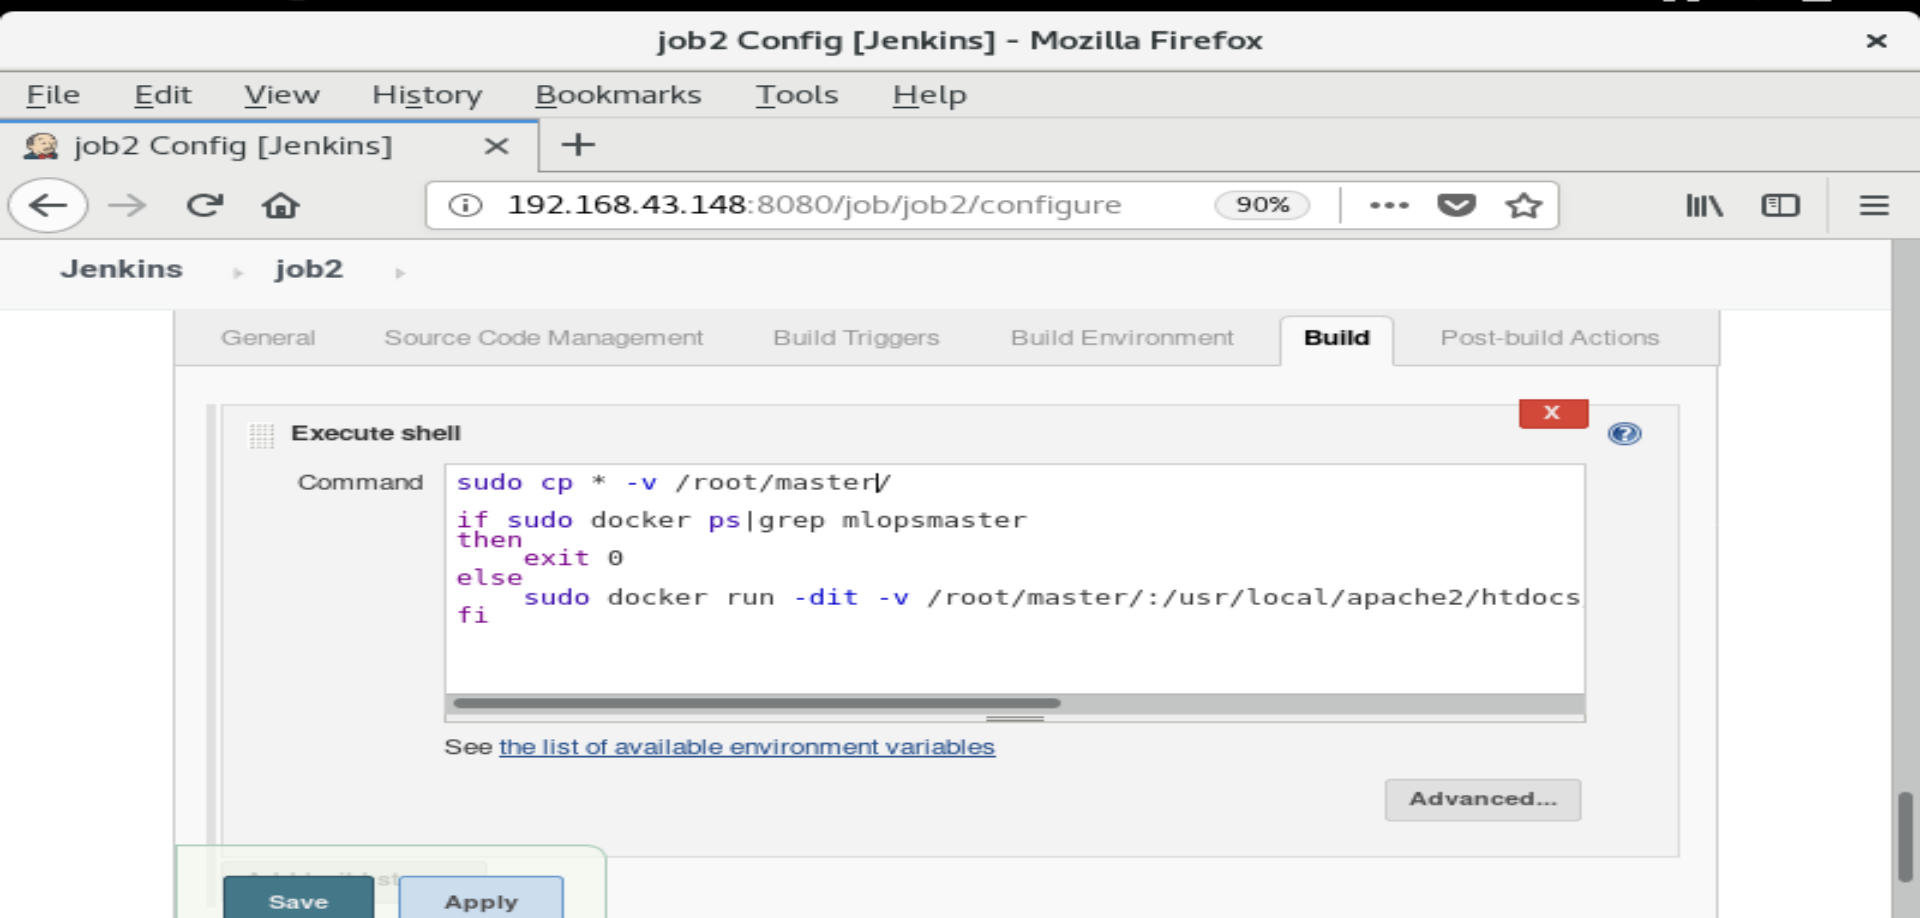 job2 Config [Jenkins] - Mozilla Firefox
File Edit View History Bookmarks Tools Help
job2 Config [Jenkins]
192.168.43.148:8080/job/job2/configure 90%
Jenkins job2
General Source Code Management Build Triggers Build Environment Build Post-build Actions
X
Execute shell
Command
sudo cp * -v /root/master/
if sudo docker ps|grep mlopsmaster
then
exit 0
else
sudo docker run -dit -v /root/master/:/usr/local/apache2/htdocs
fi
See the list of available environment variables
Advanced...
Save Apply